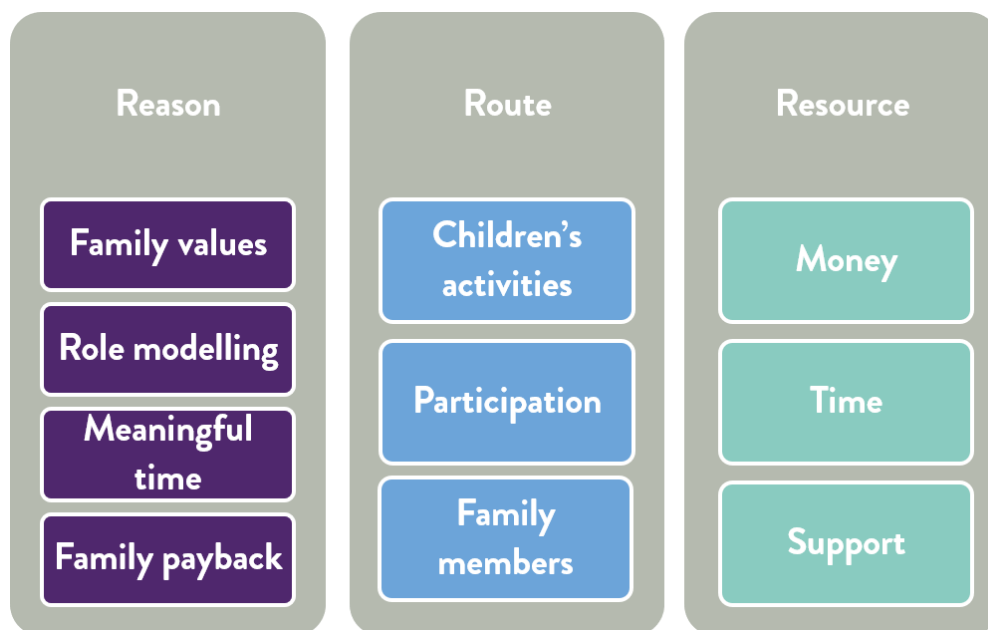 Reason
Family values
Role modelling
Meaningful
time
Family payback
Route
Children’s
activities
Participation
Family
members
Resource
Money
Time
Support